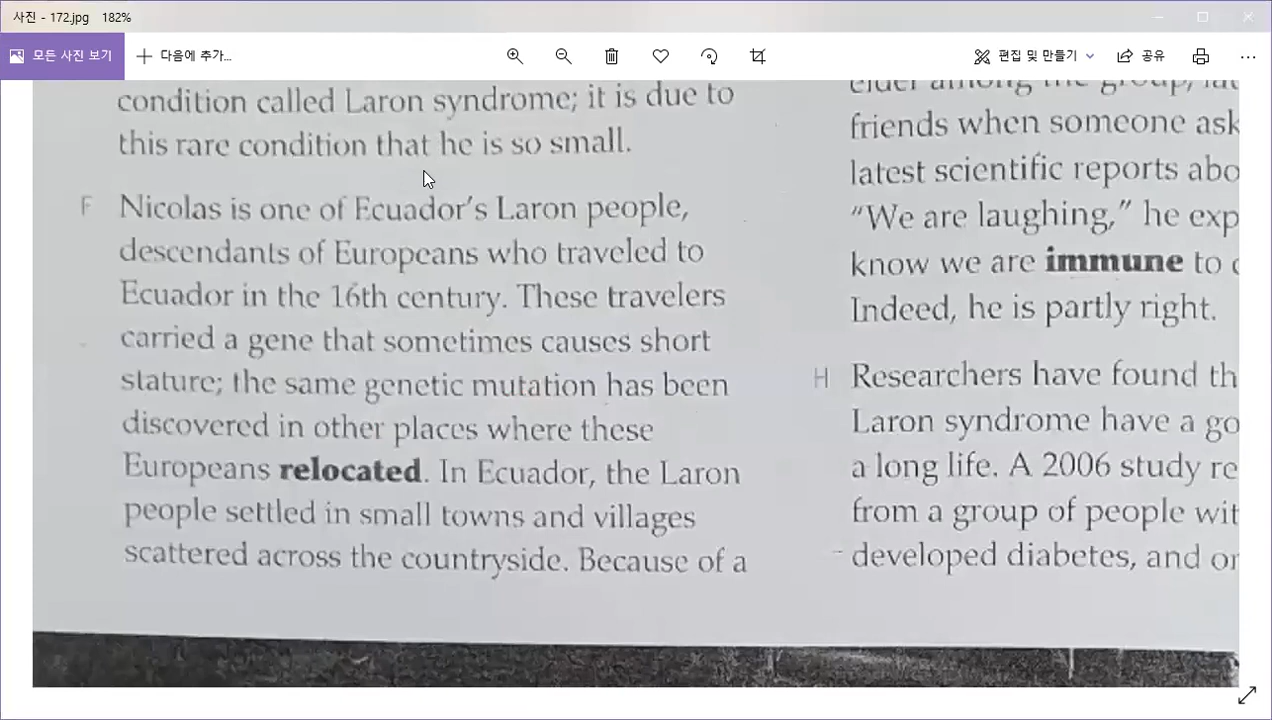 사진 - 172.jpg 182%
모든 사진 보기
다음에 추가...
편집 및 만들기
공유
condition called Laron syndrome; it is due to
this rare condition that he is so small.
F Nicolas is one of Ecuador's Laron people,
descendants of Europeans who traveled to
Ecuador in the 16th century. These travelers
carried a gene that sometimes causes short
stature; the same genetic mutation has been
discovered in other places where these
Europeans relocated. In Ecuador, the Laron
people settled in small towns and villages
scattered across the countryside. Because of a
elder among the group,
friends when someone ask
latest scientific reports abo
"We are laughing," he exp
know we are immune to
Indeed, he is partly right.
H Researchers have found th
Laron syndrome have a go
a long life. A 2006 study re
from a group of people wit
developed diabetes, and or